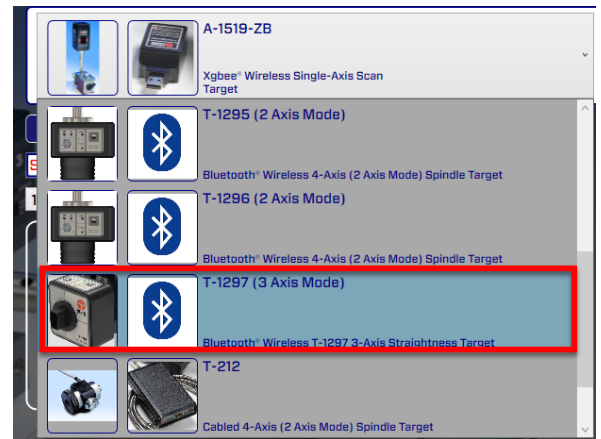 A-1519-ZB
Xgbee® Wireless Single-Axis Scan
Target
T-1295 (2 Axis Mode)
Bluetooth® Wireless 4-Axis (2 Axis Mode) Spindle Target
T-1296 (2 Axis Mode)
Bluetooth® Wireless 4-Axis (2 Axis Mode) Spindle Target
T-1297 (3 Axis Mode)
Bluetooth® Wireless T-1297 3-Axis Straightness Target
T-212
Cabled 4-Axis (2 Axis Mode) Spindle Target
S
1